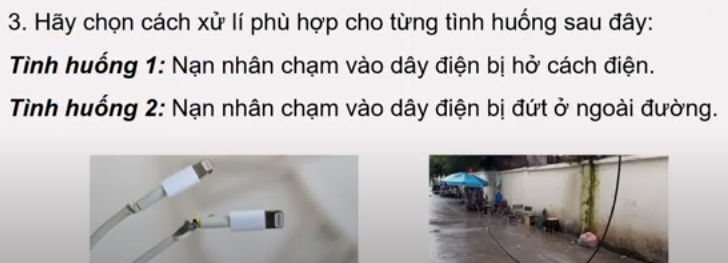 3. Hãy chọn cách xử lí phù hợp cho từng tình huống sau đây:
Tình huống 1: Nạn nhân chạm vào dây điện bị hở cách điện.
Tình huống 2: Nạn nhân chạm vào dây điện bị đứt ở ngoài đường.